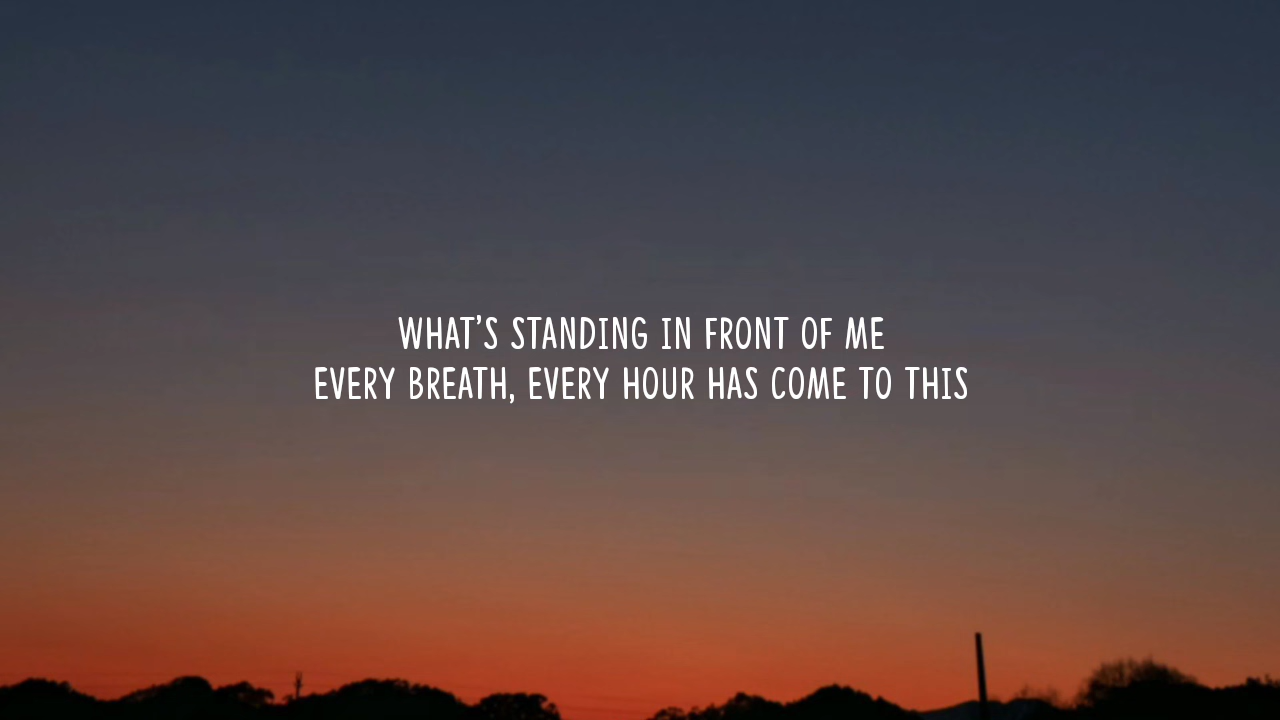 WHAT'S STANDING IN FRONT OF ME
EVERY BREATH, EVERY HOUR HAS COME TO THIS